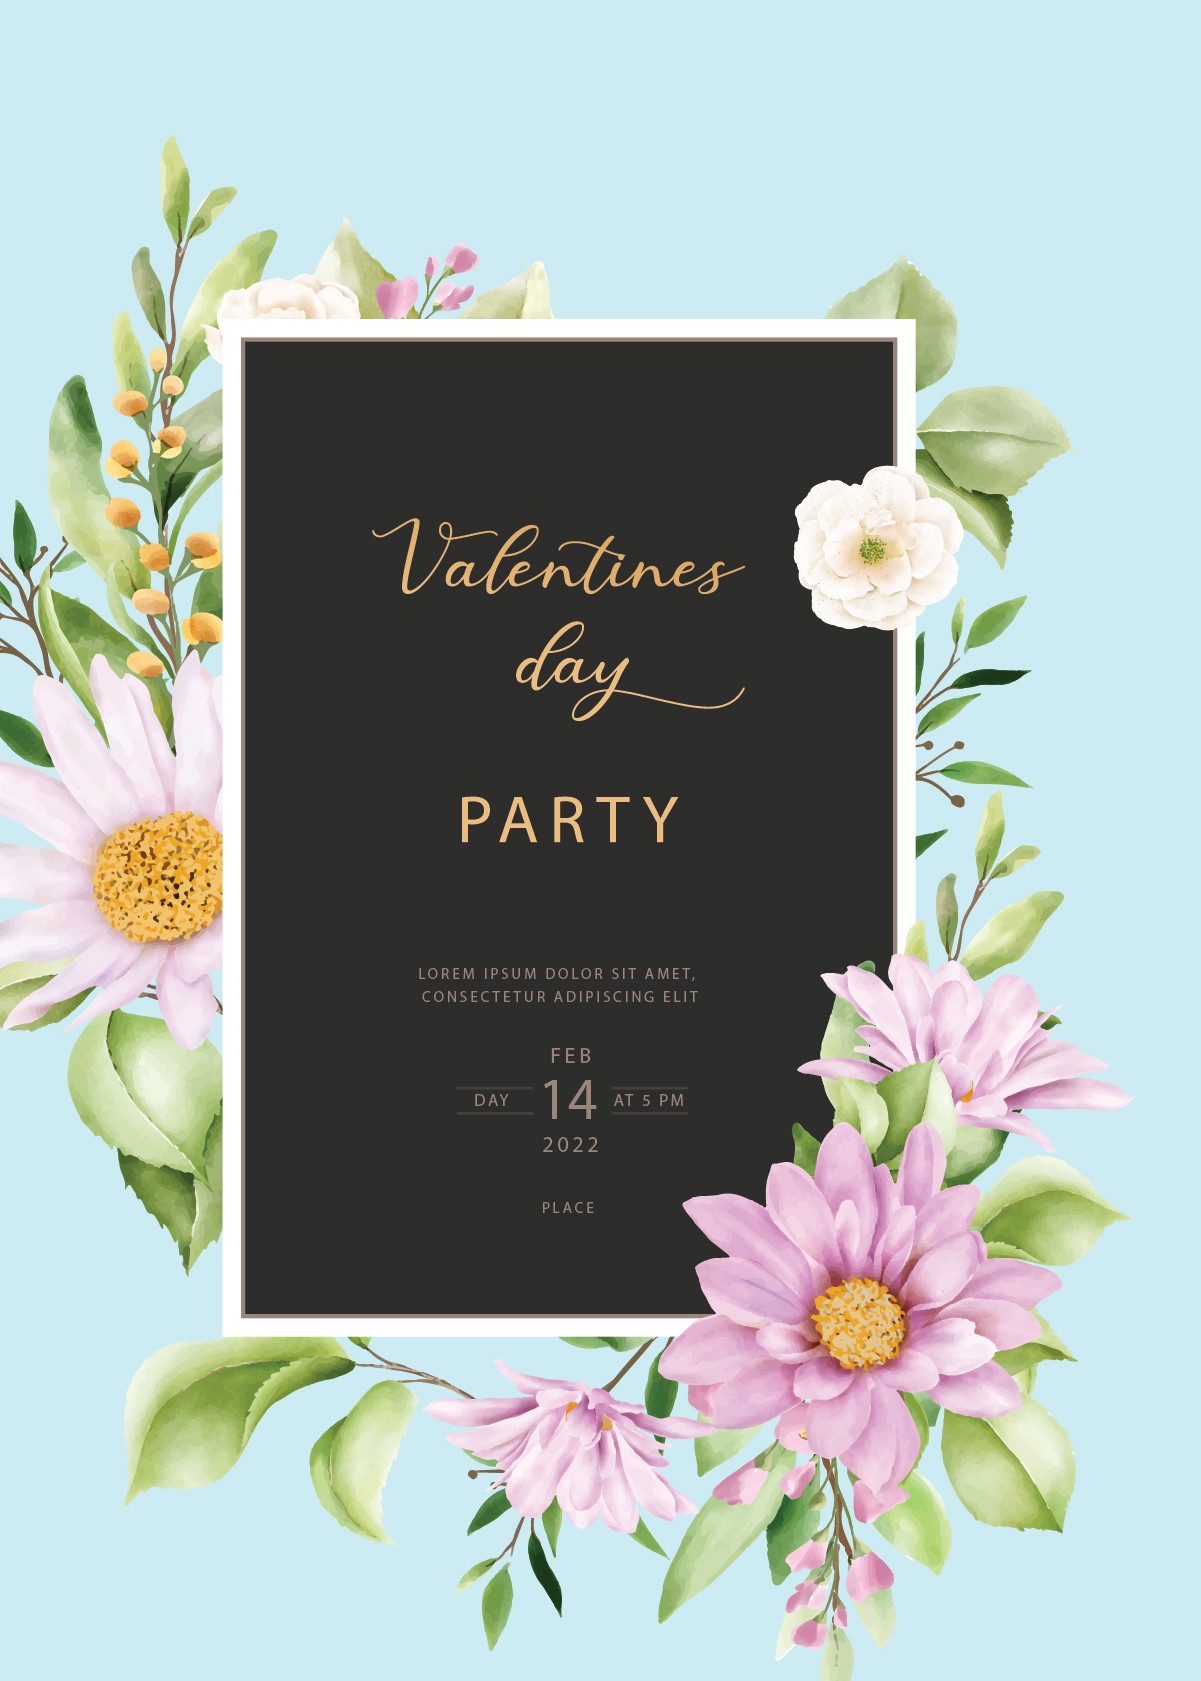 Valentines
day
PARTY
LOREM IPSUM DOLOR SIT AMET,
CONSECTETUR ADIPISCING ELIT
FEB
DAY 14 AT 5 PM
2022
PLACE